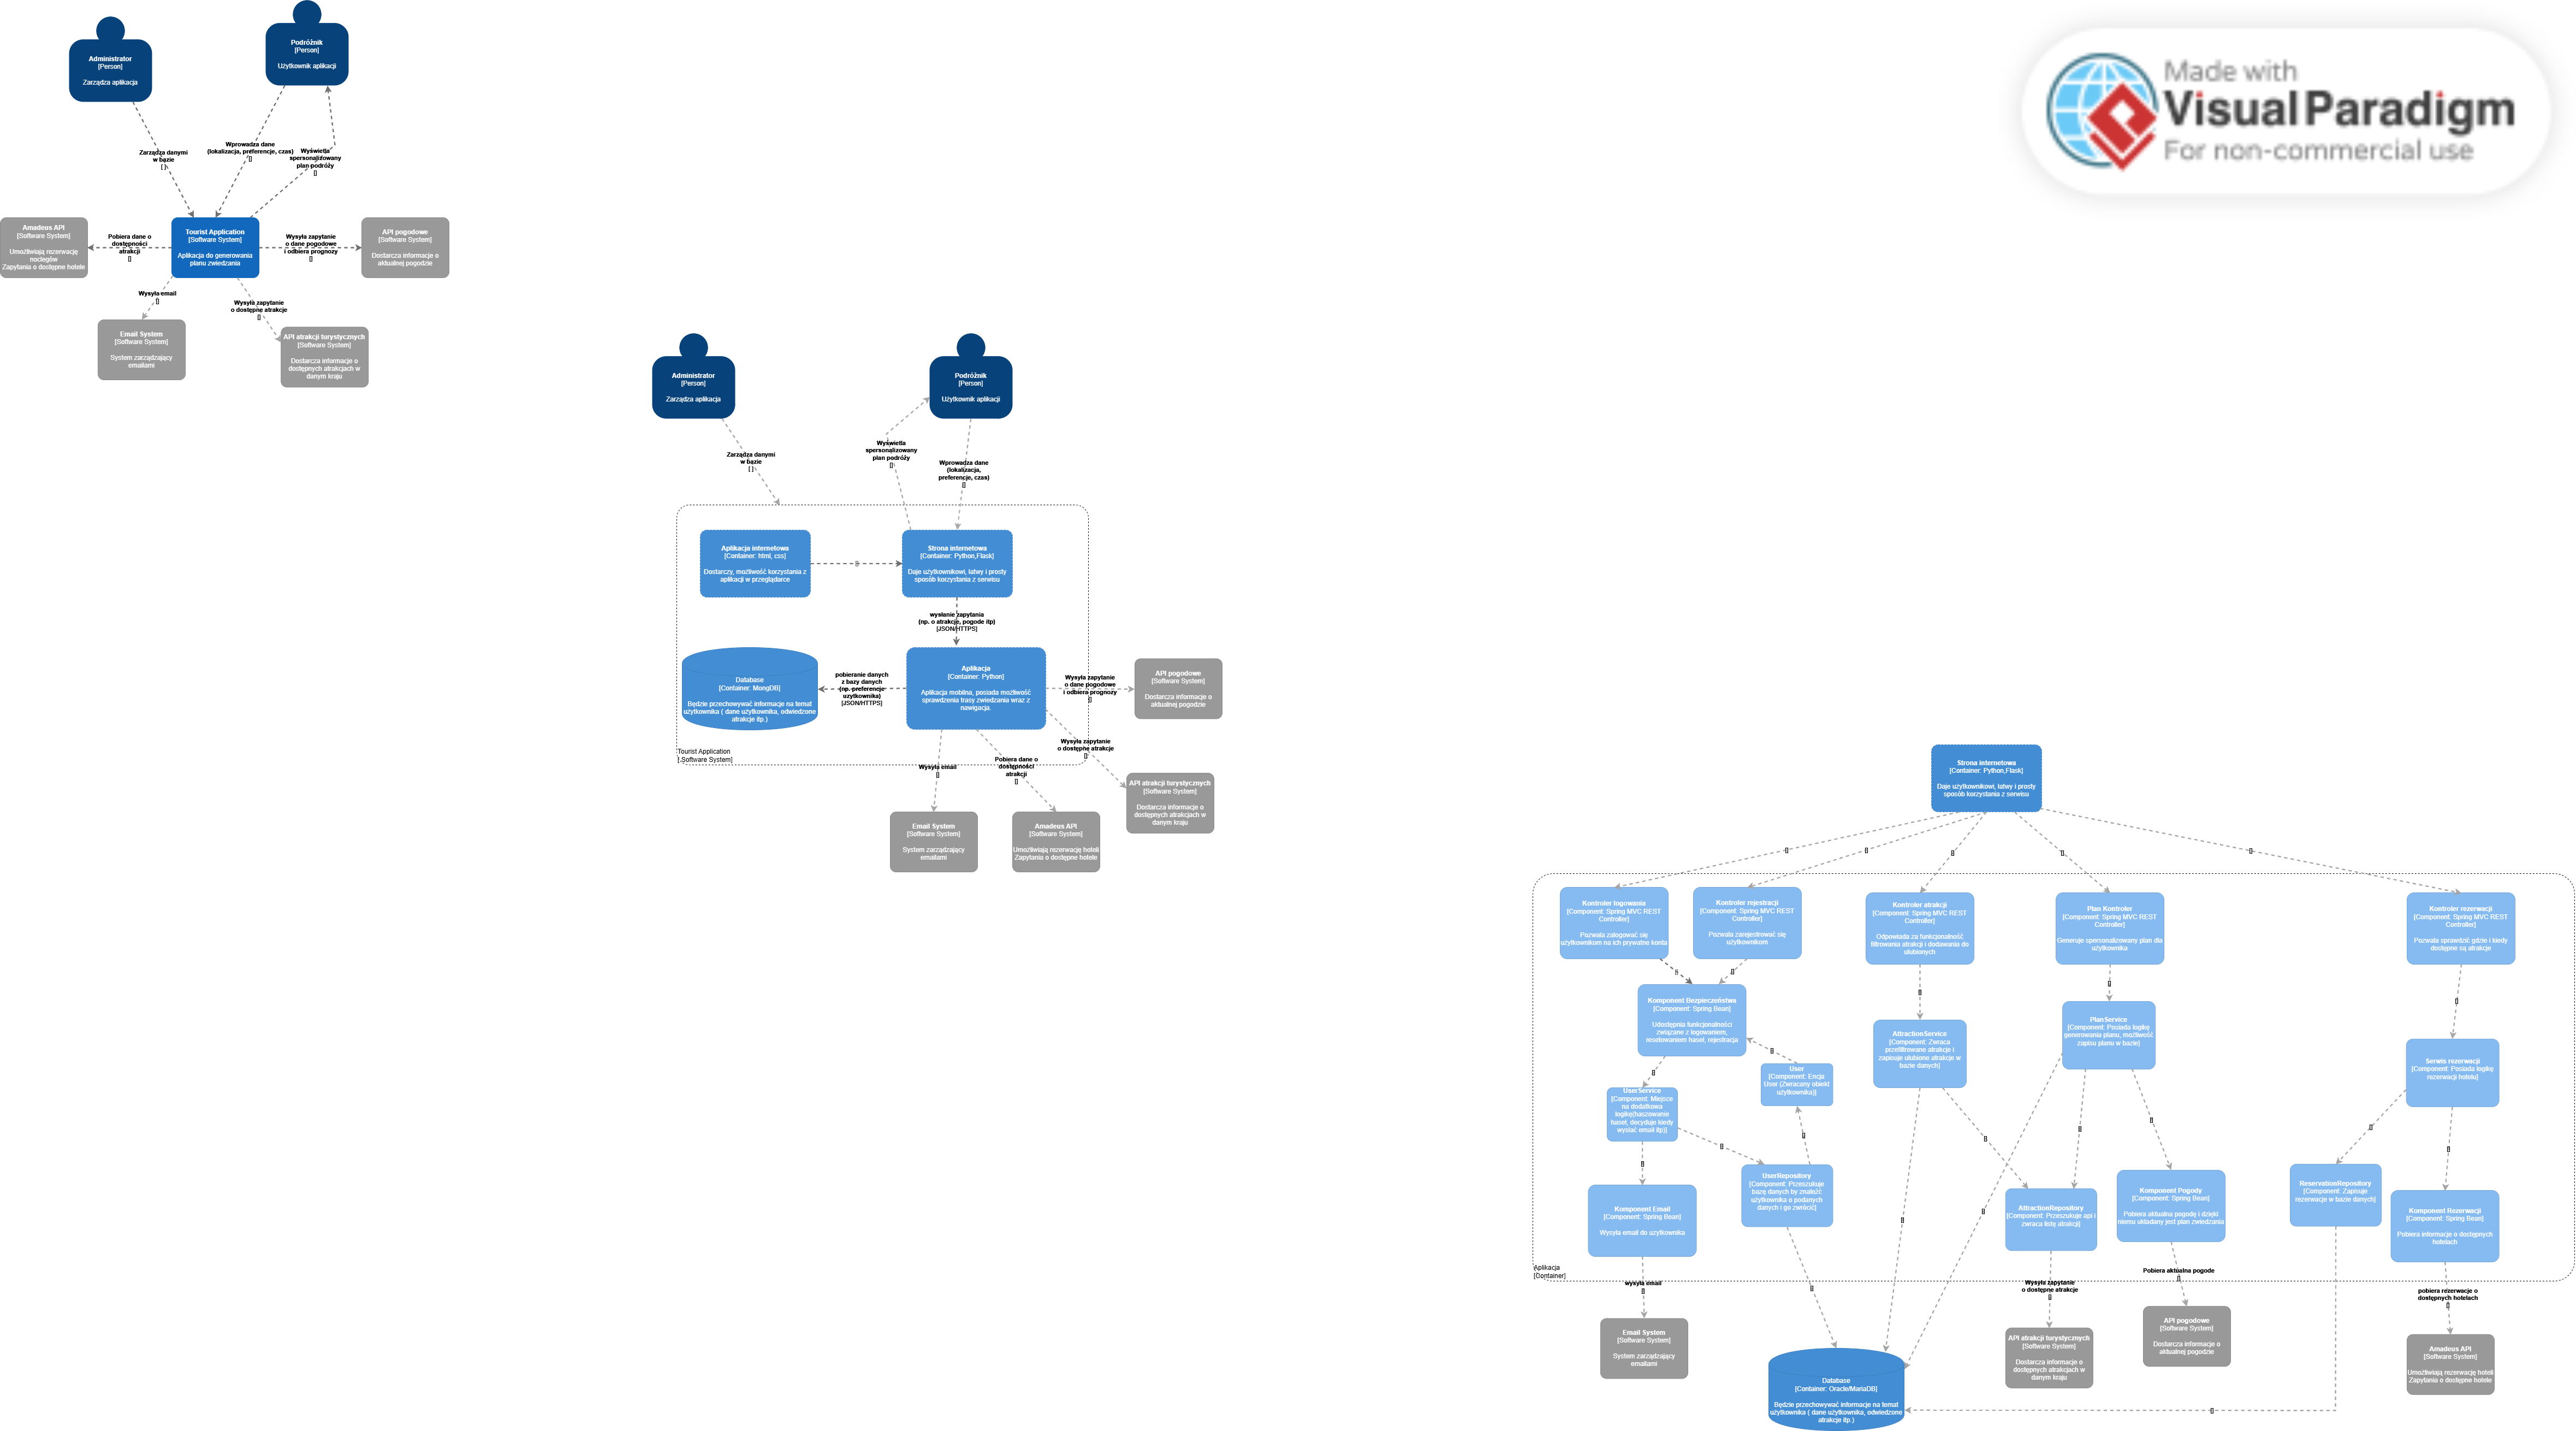 Made with
Visual Paradigm
For non-commercial use
Administrator
[Person]
Zarządza aplikacja
Podróżnik
[Person]
Użytkownik aplikacji
Zarządza danymi
w bazie
[ ]
Wprowadza dane
(lokalizacja, preferencje, czas)
[]
Wyświetla
spersonalizowany
plan podróży
[]
Amadeus API
[Software System]
Umożliwiają rezerwację
noclegów
Zapytania o dostępne hotele
Pobiera dane o
dostępności
atrakcji
[]
Tourist Application
[Software System]
Aplikacja do generowania
planu zwiedzania
Wysyła zapytanie
o dane pogodowe
i odbiera prognozy
[]
API pogodowe
[Software System]
Dostarcza informacje o
aktualnej pogodzie
Wysyła email
[]
Wysyła zapytanie
o dostępne atrakcje
[]
Email System
[Software System]
System zarządzający
emailami
API atrakcji turystycznych
[Software System]
Dostarcza informacje o
dostępnych atrakcjach w
danym kraju
Administrator
[Person]
Zarządza aplikacja
Podróżnik
[Person]
Użytkownik aplikacji
Zarządza danymi
w bazie
[ ]
Wyświetla
spersonalizowany
plan podróży
[]
Wprowadza dane
(lokalizacja,
preferencje, czas)
[]
Aplikacja internetowa
[Container: html, css]
Dostarczy, możliwość korzystania z
aplikacji w przeglądarce
[]
Strona internetowa
[Container: Python,Flask]
Daje użytkownikowi, łatwy i prosty
sposób korzystania z serwisu
wysłanie zapytania
(np. o atrakcje, pogode itp)
[JSON/HTTPS]
Database
[Container: MongDB]
Będzie przechowywać informacje na temat
użytkownika ( dane użytkownika, odwiedzone
atrakcje itp.)
pobieranie danych
z bazy danych
(np. preferencje
uzytkownika)
[JSON/HTTPS]
Aplikacja
[Container: Python]
Aplikacja mobilna, posiada możliwość
sprawdzenia trasy zwiedzania wraz z
nawigacja.
Wysyła zapytanie
o dane pogodowe
i odbiera prognozy
[]
API pogodowe
[Software System]
Dostarcza informacje o
aktualnej pogodzie
Tourist Application
[ Software System]
Wysyła email
[]
Pobiera dane o
dostępności
atrakcji
[]
Wysyła zapytanie
o dostępne atrakcje
[]
API atrakcji turystycznych
[Software System]
Dostarcza informacje o
dostępnych atrakcjach w
danym kraju
Email System
[Software System]
System zarządzający
emailami
Amadeus API
[Software System]
Umożliwiają rezerwację hoteli
Zapytania o dostępne hotele
Strona internetowa
[Container: Python,Flask]
Daje użytkownikowi, łatwy i prosty
sposób korzystania z serwisu
[]
[]
[]
[]
[]
Kontroler logowania
[Component: Spring MVC REST
Controller]
Pozwala zalogować się
użytkownikom na ich prywatne konta
Kontroler rejestracji
[Component: Spring MVC REST
Controller]
Pozwala zarejestrować się
użytkownikom
Kontroler atrakcji
[Component: Spring MVC REST
Controller]
Odpowiada za funkcjonalność
filtrowania atrakcji i dodawania do
ulubionych
Plan Kontroler
[Component: Spring MVC REST
Controller]
Generuje spersonalizowany plan dla
użytkownika
Kontroler rezerwacji
[Component: Spring MVC REST
Controller]
Pozwala sprawdzić gdzie i kiedy
dostępne są atrakcje
[]
[]
[]
[]
[]
Komponent Bezpieczeństwa
[Component: Spring Bean]
Udostępnia funkcjonalności
związane z logowaniem,
resetowaniem haseł, rejestracja
AttractionService
[Component: Zwraca
przefiltrowane atrakcje i
zapisuje ulubione atrakcje w
bazie danych]
PlanService
[Component: Posiada logikę
generowania planu, możliwość
zapisu planu w bazie]
Serwis rezerwacji
[Component: Posiada logikę
rezerwacji hotelu]
[]
[]
User
[Component: Encja
User (Zwracany obiekt
użytkownika)]
UserService
[Component: Miejsce
na dodatkowa
logikę(haszowanie
haseł, decyduje kiedy
wysłać email itp)]
[]
[]
[]
[]
[]
[]
[]
[]
UserRepository
[Component: Przeszukuje
bazę danych by znaleźć
użytkownika o podanych
danych i go zwrócić]
Komponent Email
[Component: Spring Bean]
Wysyła email do użytkownika
[]
[]
AttractionRepository
[Component: Przeszukuje api i
zwraca listę atrakcji]
Komponent Pogody
[Component: Spring Bean]
Pobiera aktualna pogodę i dzięki
niemu układany jest plan zwiedzania
ReservationRepository
[Component: Zapisuje
rezerwacje w bazie danych]
Komponent Rezerwacji
[Component: Spring Bean]
Pobiera informacje o dostępnych
hotelach
Aplikacja
[Container]
wysyła email
[]
[]
Wysyła zapytanie
o dostępne atrakcje
[]
Pobiera aktualna pogode
[]
pobiera rezerwacje o
dostępnych hotelach
[]
Email System
[Software System]
System zarządzający
emailami
API atrakcji turystycznych
[Software System]
Dostarcza informacje o
dostępnych atrakcjach w
danym kraju
API pogodowe
[Software System]
Dostarcza informacje o
aktualnej pogodzie
Amadeus API
[Software System]
Umożliwiają rezerwację hoteli
Zapytania o dostępne hotele
Database
[Container: Oracle/MariaDB]
Będzie przechowywać informacje na temat
użytkownika ( dane użytkownika, odwiedzone
atrakcje itp.)
[]